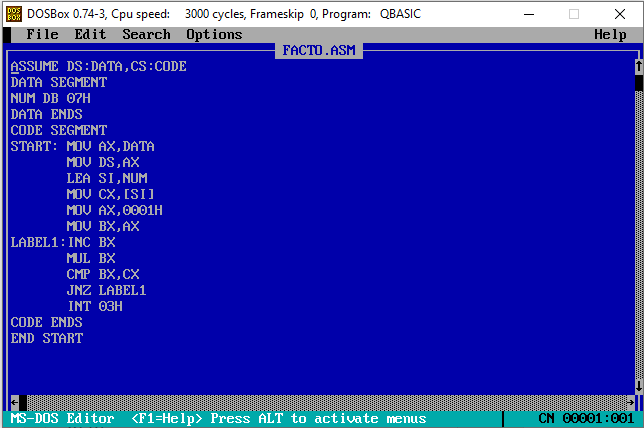 DOS BOX DOSBox 0.74-3, Cpu speed: 3000 cycles, Frameskip 0, Program: QBASIC
File Edit Search Options Help
FACTO.ASM
ASSUME DS:DATA,CS:CODE
DATA SEGMENT
NUM DB 07H
DATA ENDS
CODE SEGMENT
START: MOV AX,DATA
MOV DS,AX
LEA SI,NUM
MOV CX,[SI]
MOV AX,0001H
MOV BX,AX
LABEL1:INC BX
MUL BX
CMP BX,CX
JNZ LABEL1
INT 03H
CODE ENDS
END START
MS-DOS Editor <F1=Help> Press ALT to activate menus CN 00001:001